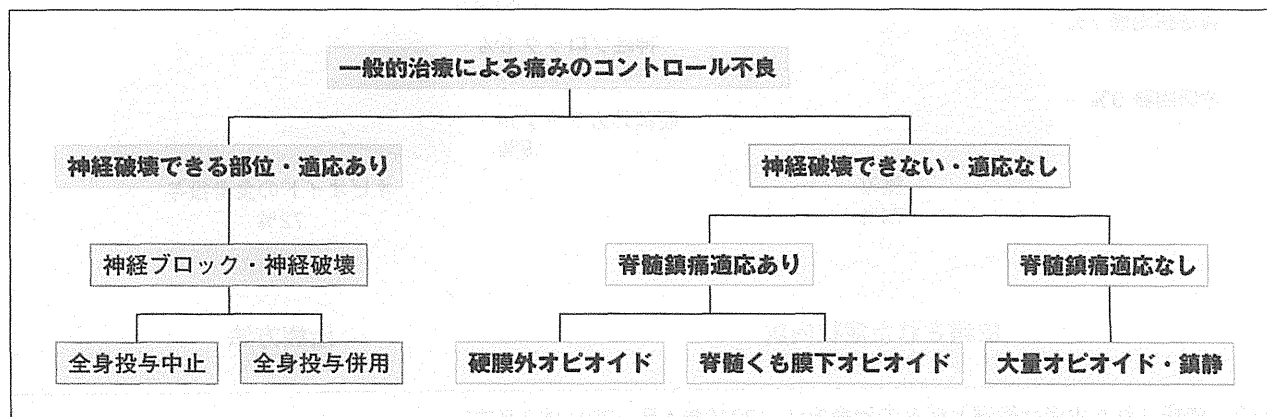 一般的治療による痛みのコントロール不良
神経破壊できる部位・適応あり
神経破壊できない・適応なし
神経ブロック・神経破壊
脊髄鎮痛適応あり
脊髄鎮痛適応なし
全身投与中止
全身投与併用
硬膜外オピオイド
脊髄くも膜下オピオイド
大量オピオイド・鎮静